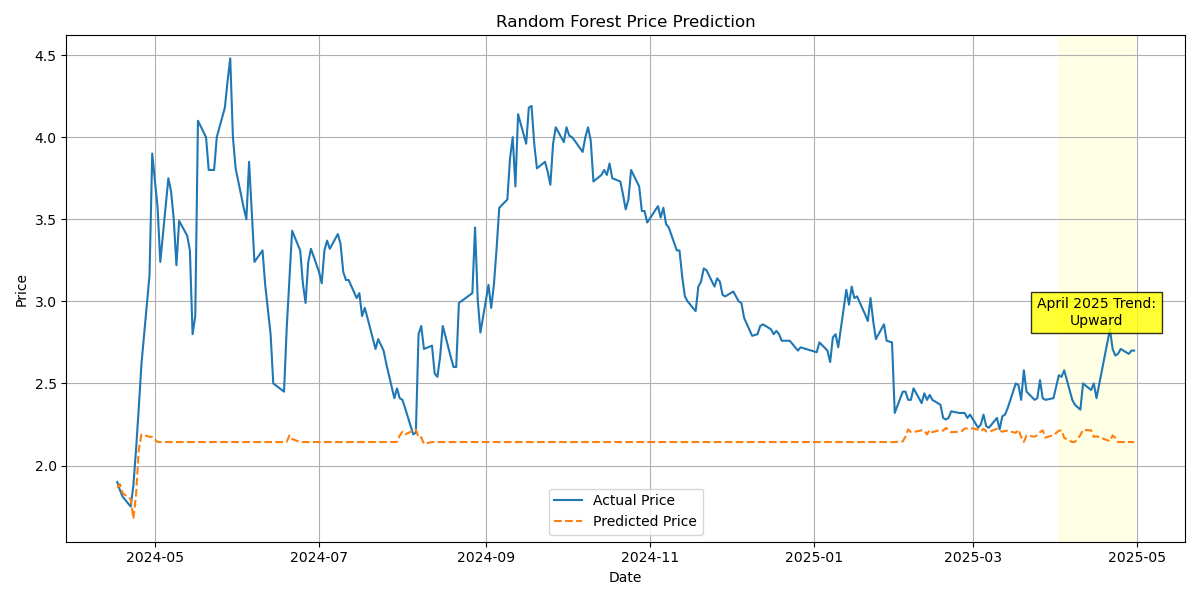 Random Forest Price Prediction
4.5
4.0
3.5
3.0
2.5
2.0
Price
April 2025 Trend:
Upward
Actual Price
Predicted Price
2024-05
2024-07
2024-09
2024-11
2025-01
2025-03
2025-05
Date